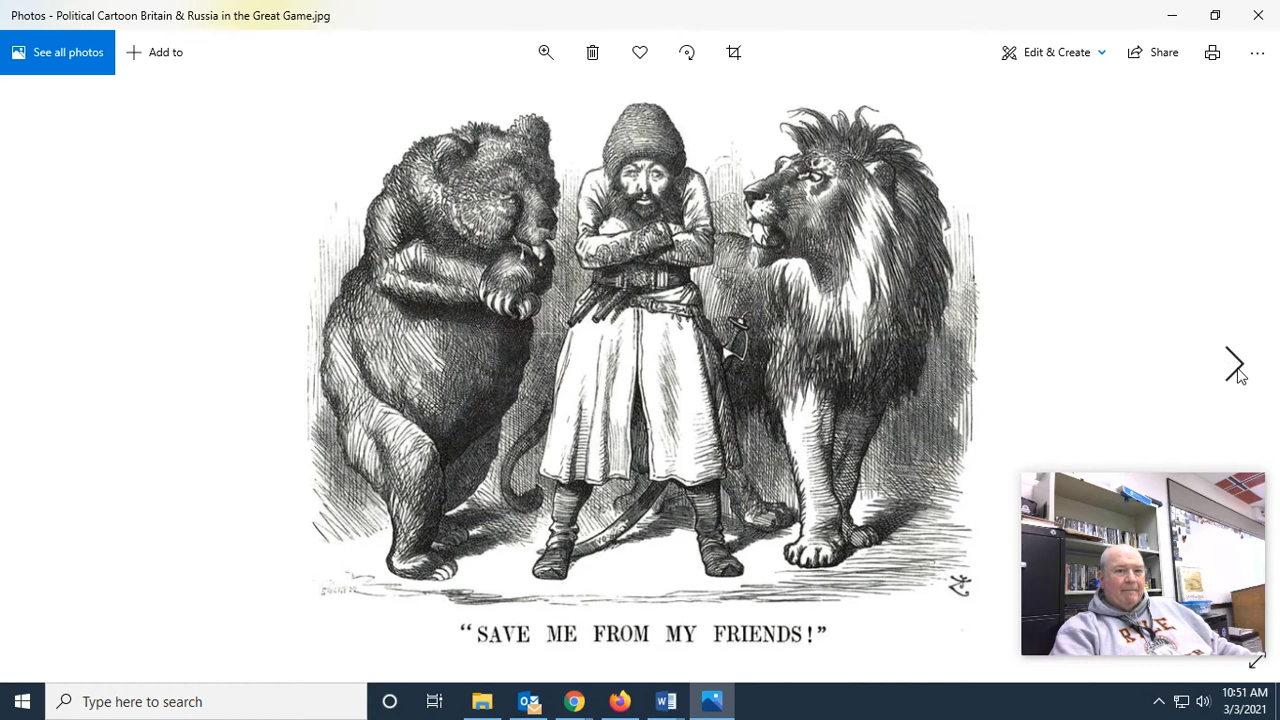 Photos - Political Cartoon Britain & Russia in the Great Game.jpg
See all photos
Add to
Edit & Create
Share
"SAVE ME FROM MY FRIENDS!"
Type here to search
10:51 AM
3/3/2021